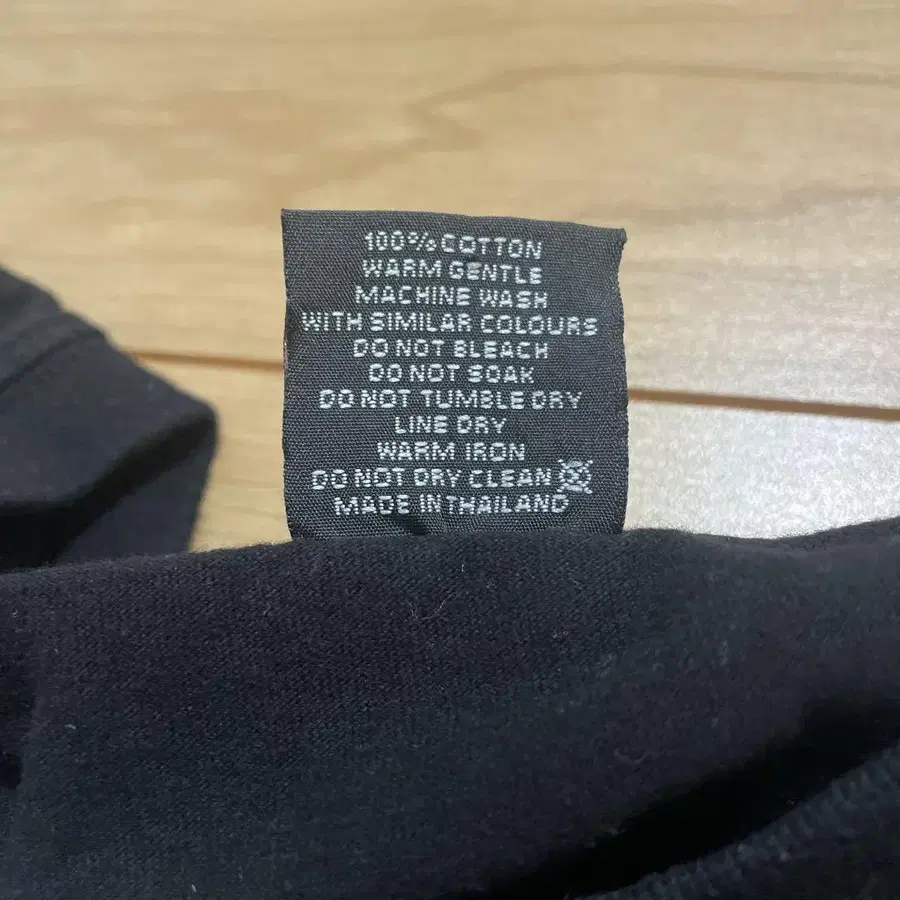 100% COTTON
WARM GENTLE
MACHINE WASH
WITH SIMILAR COLOURS
DO NOT BLEACH
DO NOT SOAK
DO NOT TUMBLE DRY
LINE DRY
WARM IRON
DO NOT DRY CLEAN
MADE IN THAILAND